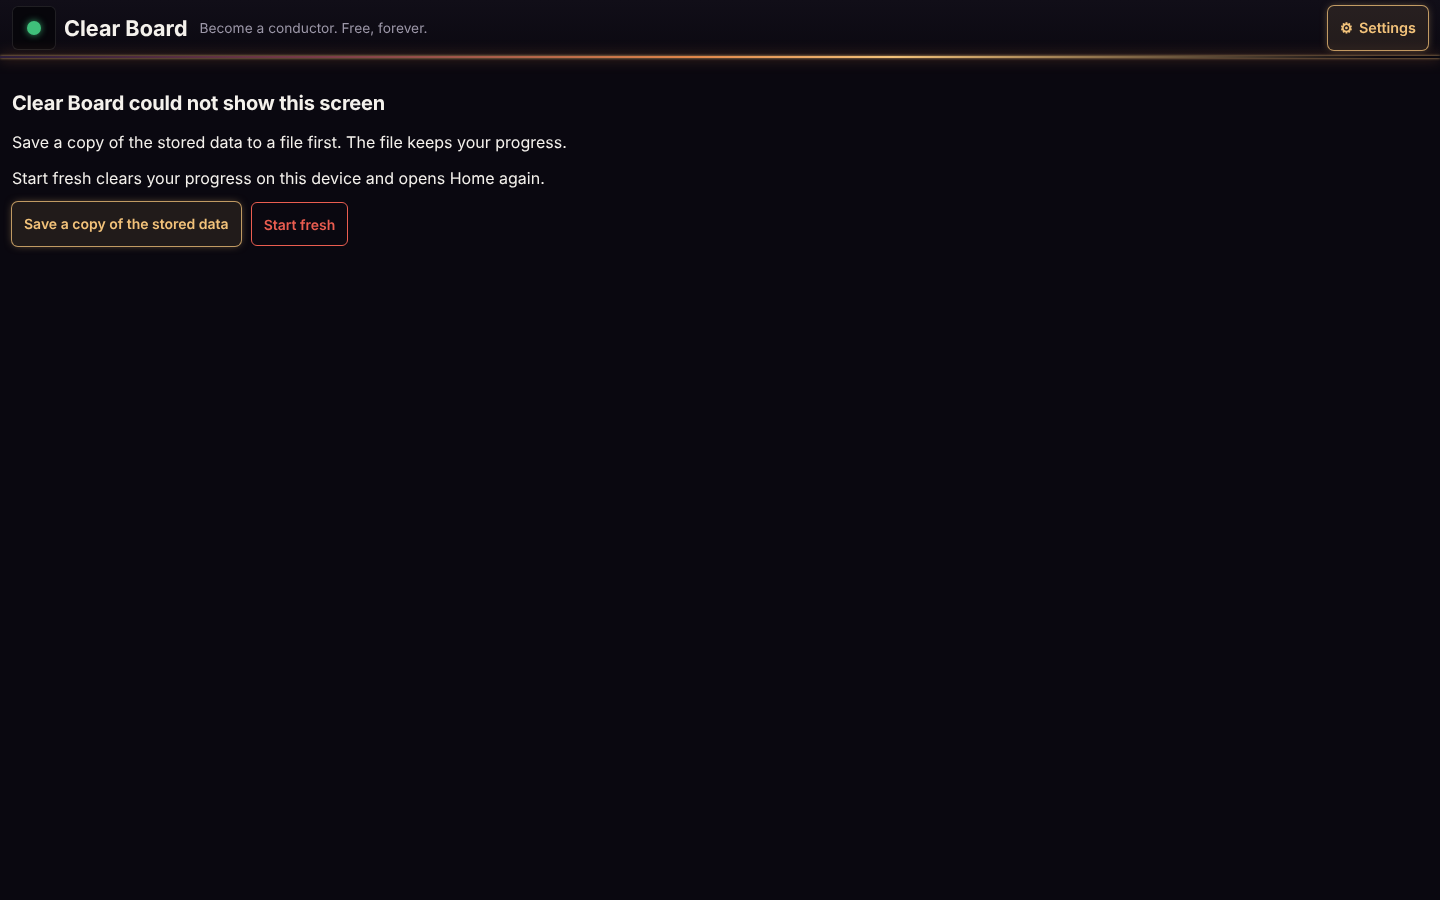 Clear Board
Become a conductor. Free, forever.
⚙ Settings
Clear Board could not show this screen
Save a copy of the stored data to a file first. The file keeps your progress.
Start fresh clears your progress on this device and opens Home again.
Save a copy of the stored data
Start fresh